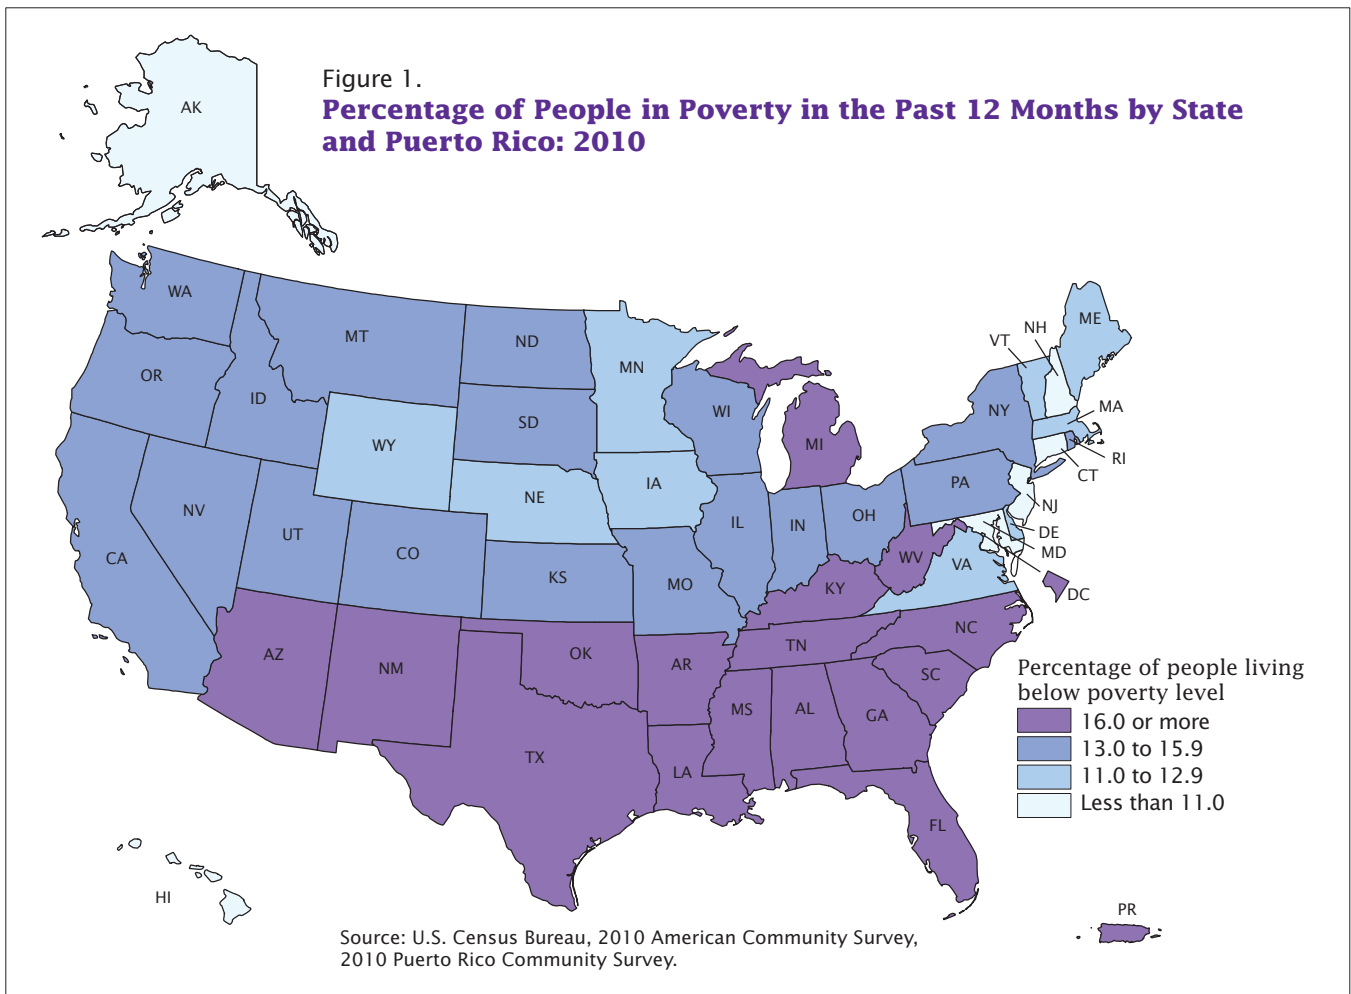 Figure 1.
Percentage of People in Poverty in the Past 12 Months by State
and Puerto Rico: 2010
AK
WA
MT
ND
MN
ME
NH
VT
OR
ID
WY
SD
WI
MI
NY
MA
RI
CT
NV
UT
CO
NE
IA
IL
IN
OH
PA
NJ
DE
MD
DC
CA
KS
MO
KY
WV
VA
AZ
NM
OK
AR
TN
NC
SC
TX
LA
MS
AL
GA
FL
HI
PR
Percentage of people living
below poverty level
16.0 or more
13.0 to 15.9
11.0 to 12.9
Less than 11.0
Source: U.S. Census Bureau, 2010 American Community Survey,
2010 Puerto Rico Community Survey.